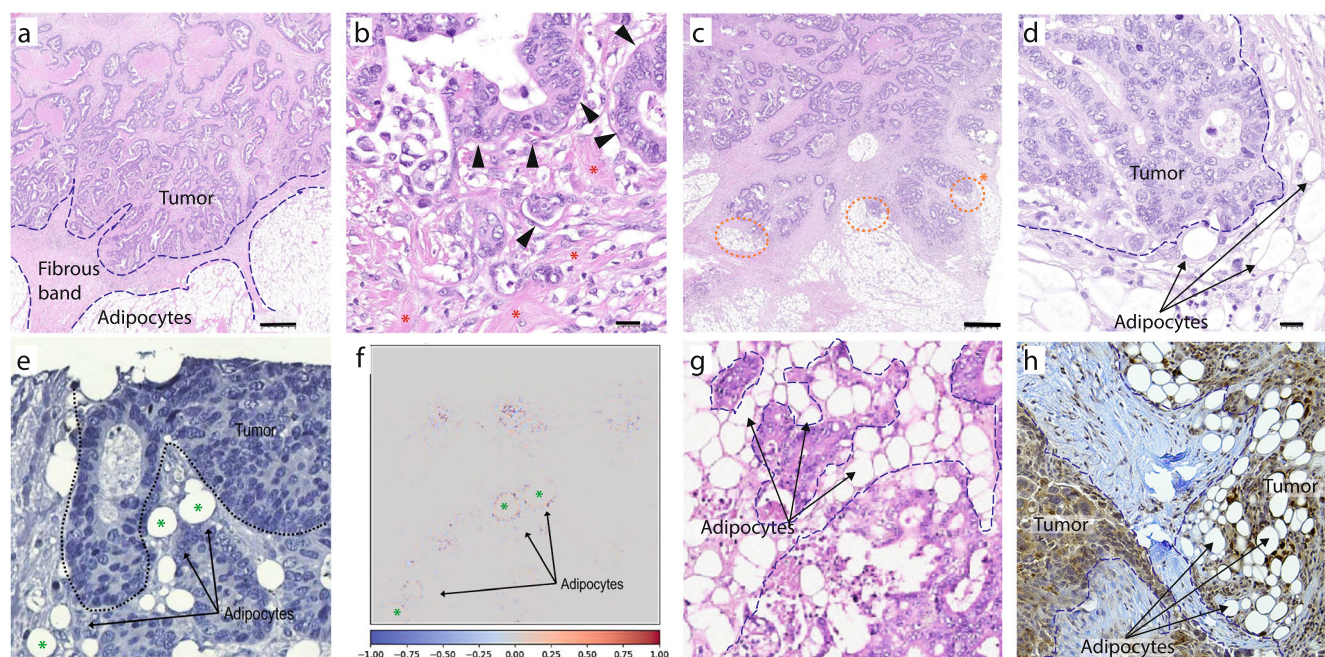 a
Tumor
Fibrous
band
Adipocytes
b
*
*
*
*
c
*
d
Tumor
Adipocytes
e
Tumor
*
*
Adipocytes
*
f
*
*
Adipocytes
*
-1.00 -0.75 -0.50 -0.25 0.00 0.25 0.50 0.75 1.00
g
Adipocytes
h
Tumor
Tumor
Adipocytes